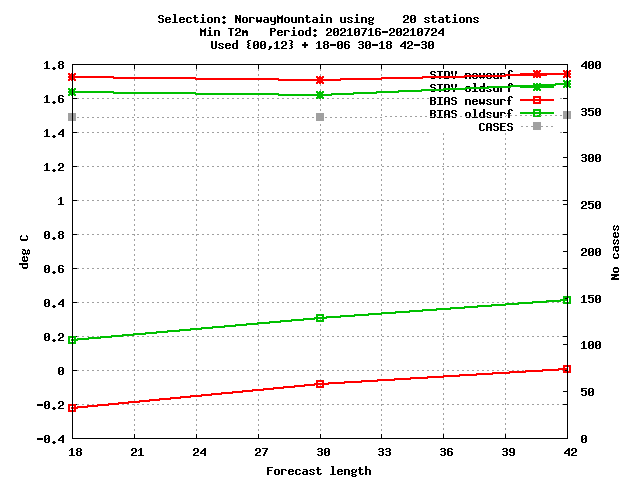 Selection: NorwayMountain using    20 stations
Min T2m   Period: 20210716-20210724
Used {00,12} + 18-06 30-18 42-30
1.8
1.6
1.4
1.2
1
0.8
0.6
0.4
0.2
0
-0.2
-0.4
deg C
400
350
300
250
200
150
100
50
0
No cases
STDV newsurf
STDV oldsurf
BIAS newsurf
BIAS oldsurf
CASES
18 21 24 27 30 33 36 39 42
Forecast length